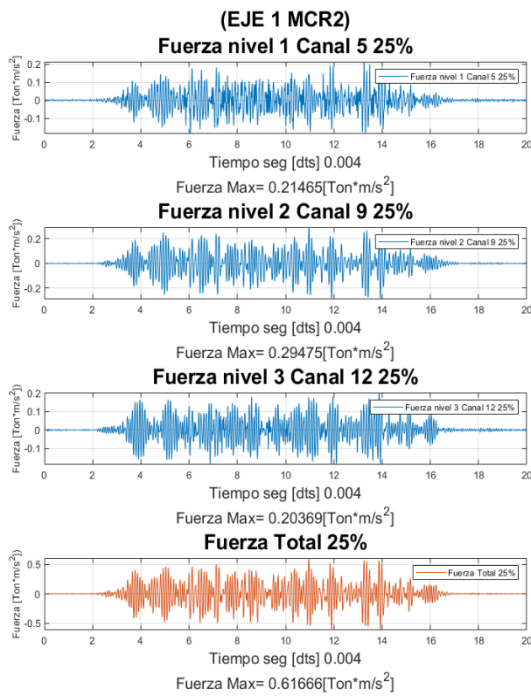 (EJE 1 MCR2)
Fuerza nivel 1 Canal 5 25%
Fuerza [Ton*m/s²]
0.2
0.1
0
-0.1
Fuerza nivel 1 Canal 5 25%
0 2 4 6 8 10 12 14 16 18 20
Tiempo seg [dts] 0.004
Fuerza Max= 0.21465[Ton*m/s²]
Fuerza nivel 2 Canal 9 25%
Fuerza [Ton*m/s²])
0.2
0
-0.2
Fuerza nivel 2 Canal 9 25%
0 2 4 6 8 10 12 14 16 18 20
Tiempo seg [dts] 0.004
Fuerza Max= 0.29475[Ton*m/s²]
Fuerza nivel 3 Canal 12 25%
Fuerza [Ton*m/s²])
0.2
0.1
0
-0.1
Fuerza nivel 3 Canal 12 25%
0 2 4 6 8 10 12 14 16 18 20
Tiempo seg [dts] 0.004
Fuerza Max= 0.20369[Ton*m/s²]
Fuerza Total 25%
Fuerza [Ton*m/s²])
0.5
0
-0.5
Fuerza Total 25%
0 2 4 6 8 10 12 14 16 18 20
Tiempo seg [dts] 0.004
Fuerza Max= 0.61666[Ton*m/s²]